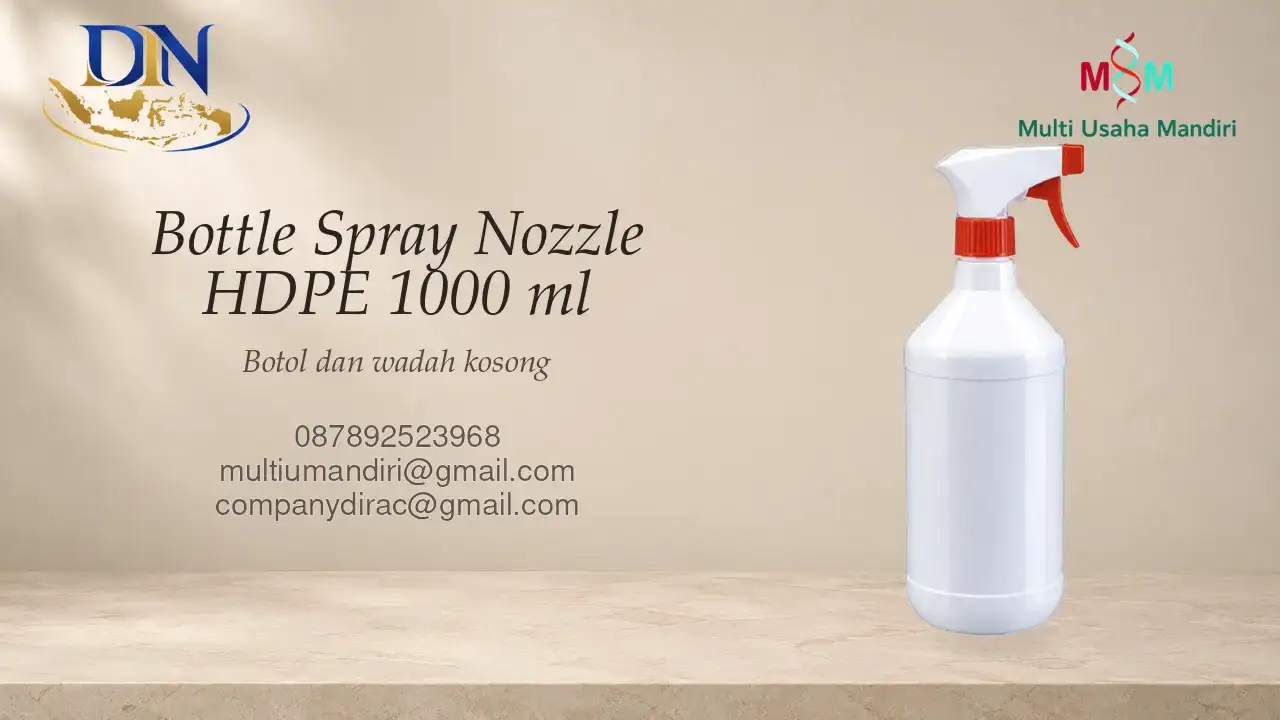 DIN
MSM
Multi Usaha Mandiri
Bottle Spray Nozzle
HDPE 1000 ml
Botol dan wadah kosong
087892523968
multiumandiri@gmail.com
companydirac@gmail.com